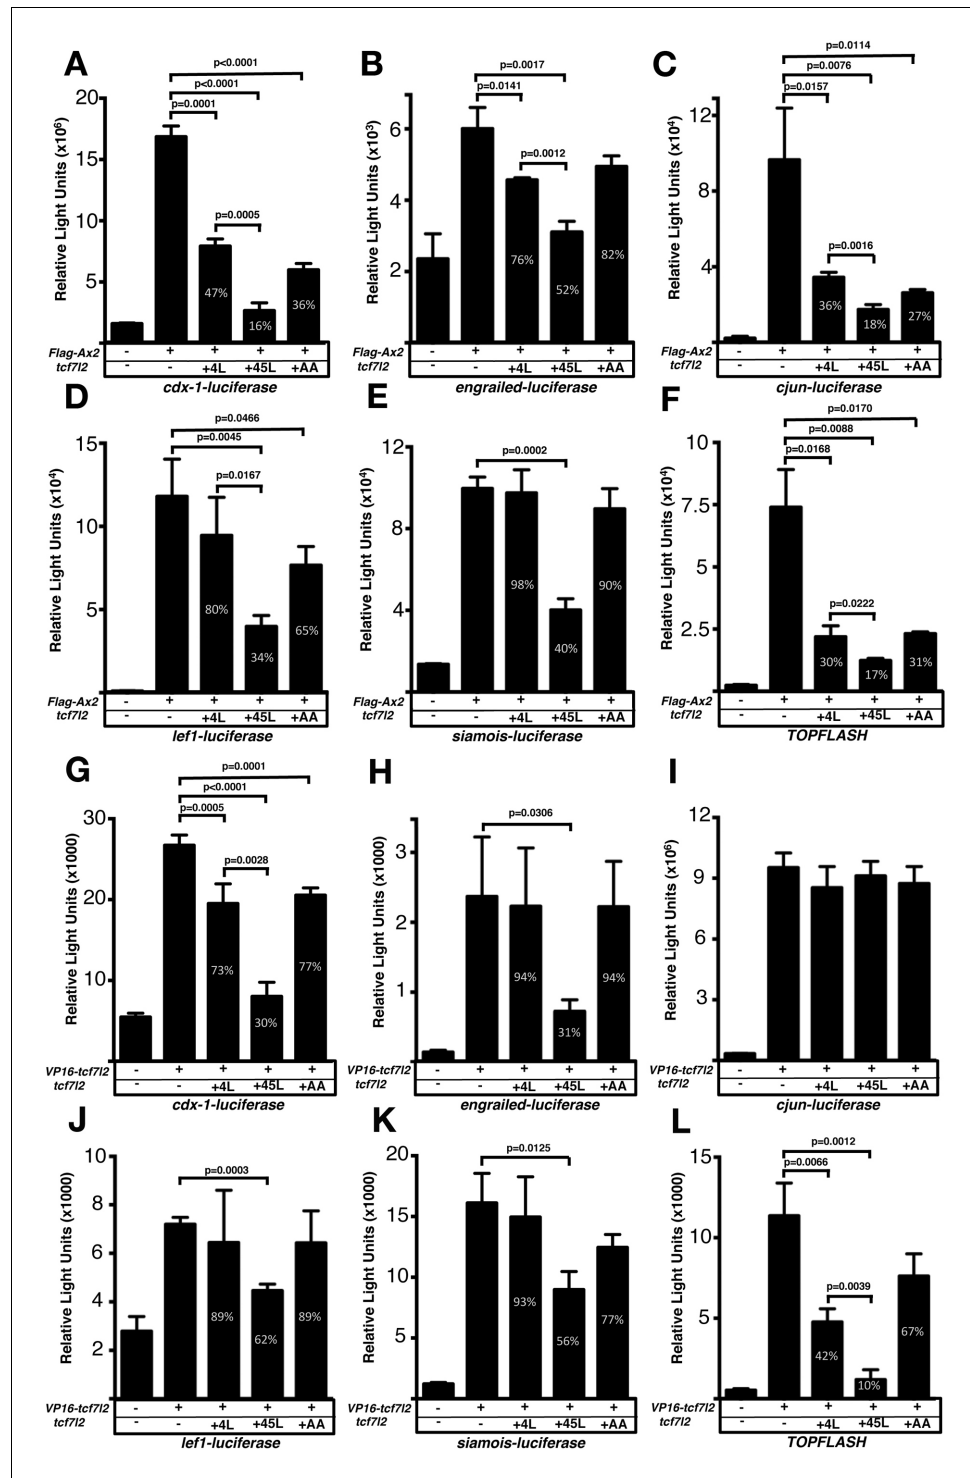 A
p<0.0001
p<0.0001
p=0.0001
p=0.0005
Relative Light Units (x10⁶)
20
15
10
5
47%
16%
36%
Flag-Ax2 - + + + +
tcf7l2 - - +4L +45L +AA
cdx-1-luciferase
B
p=0.0017
p=0.0141
p=0.0012
Relative Light Units (x10³)
6
4
2
76%
52%
82%
- + + + +
- - +4L +45L +AA
engrailed-luciferase
C
p=0.0114
p=0.0076
p=0.0157
p=0.0016
Relative Light Units (x10⁴)
12
8
4
36%
18%
27%
Flag-Ax2 - + + + +
tcf7l2 - - +4L +45L +AA
cjun-luciferase
D
p=0.0466
p=0.0045
p=0.0167
Relative Light Units (x10⁴)
15
10
5
80%
34%
65%
Flag-Ax2 - + + + +
tcf7l2 - - +4L +45L +AA
lef1-luciferase
E
p=0.0002
Relative Light Units (x10⁴)
12
8
4
98%
40%
90%
Flag-Ax2 - + + + +
tcf7l2 - - +4L +45L +AA
siamois-luciferase
F
p=0.0170
p=0.0088
p=0.0168
p=0.0222
Relative Light Units (x10⁴)
10
7.5
5
2.5
30%
17%
31%
Flag-Ax2 - + + + +
tcf7l2 - - +4L +45L +AA
TOPFLASH
G
p=0.0001
p<0.0001
p=0.0005
p=0.0028
Relative Light Units (x1000)
30
20
10
73%
30%
77%
VP16-tcf7l2 - + + + +
tcf7l2 - - +4L +45L +AA
cdx-1-luciferase
H
p=0.0306
Relative Light Units (x1000)
3
2
1
94%
31%
94%
VP16-tcf7l2 - + + + +
tcf7l2 - - +4L +45L +AA
engrailed-luciferase
I
Relative Light Units (x10⁶)
12
9
6
3
VP16-tcf7l2 - + + + +
tcf7l2 - - +4L +45L +AA
cjun-luciferase
J
p=0.0003
Relative Light Units (x1000)
10
8
6
4
2
89%
62%
89%
VP16-tcf7l2 - + + + +
tcf7l2 - - +4L +45L +AA
lef1-luciferase
K
p=0.0125
Relative Light Units (x1000)
20
15
10
5
93%
56%
77%
VP16-tcf7l2 - + + + +
tcf7l2 - - +4L +45L +AA
siamois-luciferase
L
p=0.0012
p=0.0066
p=0.0039
Relative Light Units (x1000)
15
10
5
42%
10%
67%
VP16-tcf7l2 - + + + +
tcf7l2 - - +4L +45L +AA
TOPFLASH